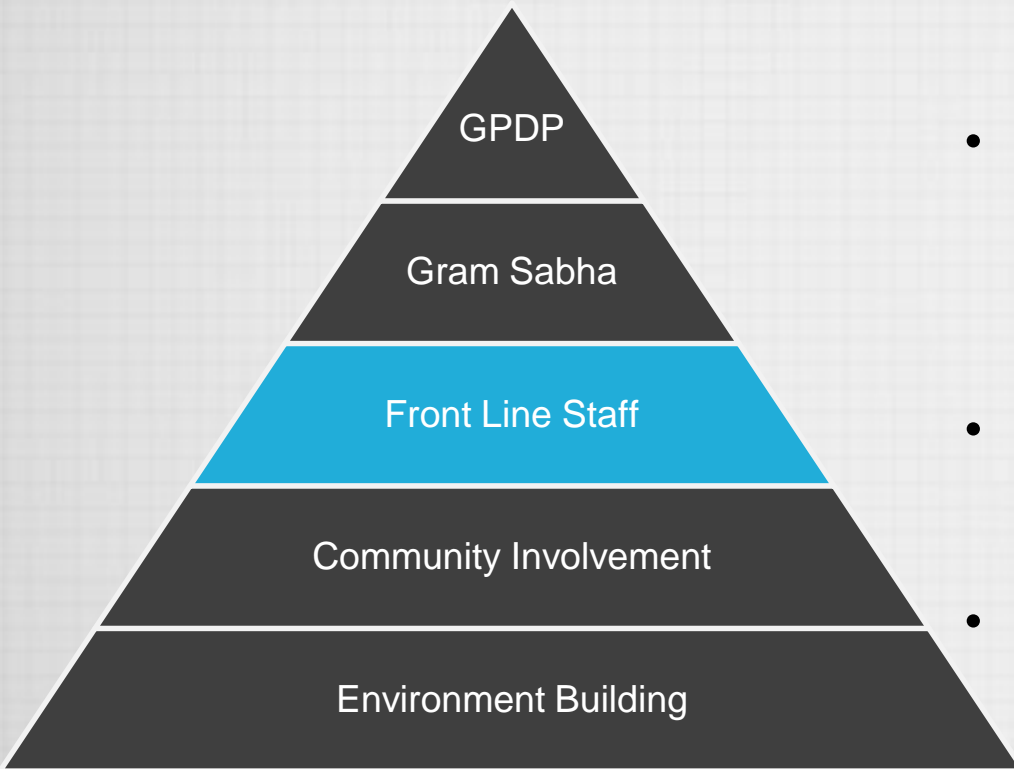 GPDP
Gram Sabha
Front Line Staff
Community Involvement
Environment Building